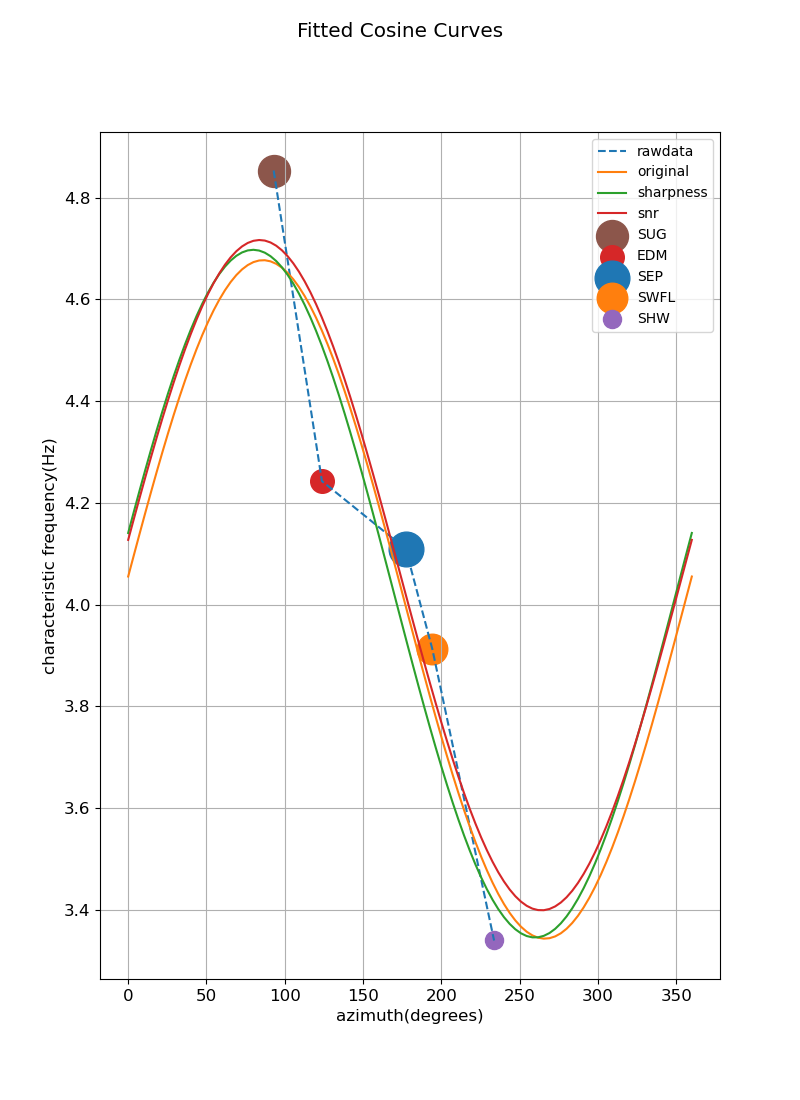 Fitted Cosine Curves
rawdata
original
sharpness
snr
SUG
EDM
SEP
SWFL
SHW
4.8
4.6
4.4
4.2
4.0
3.8
3.6
3.4
characteristic frequency(Hz)
0 50 100 150 200 250 300 350
azimuth(degrees)